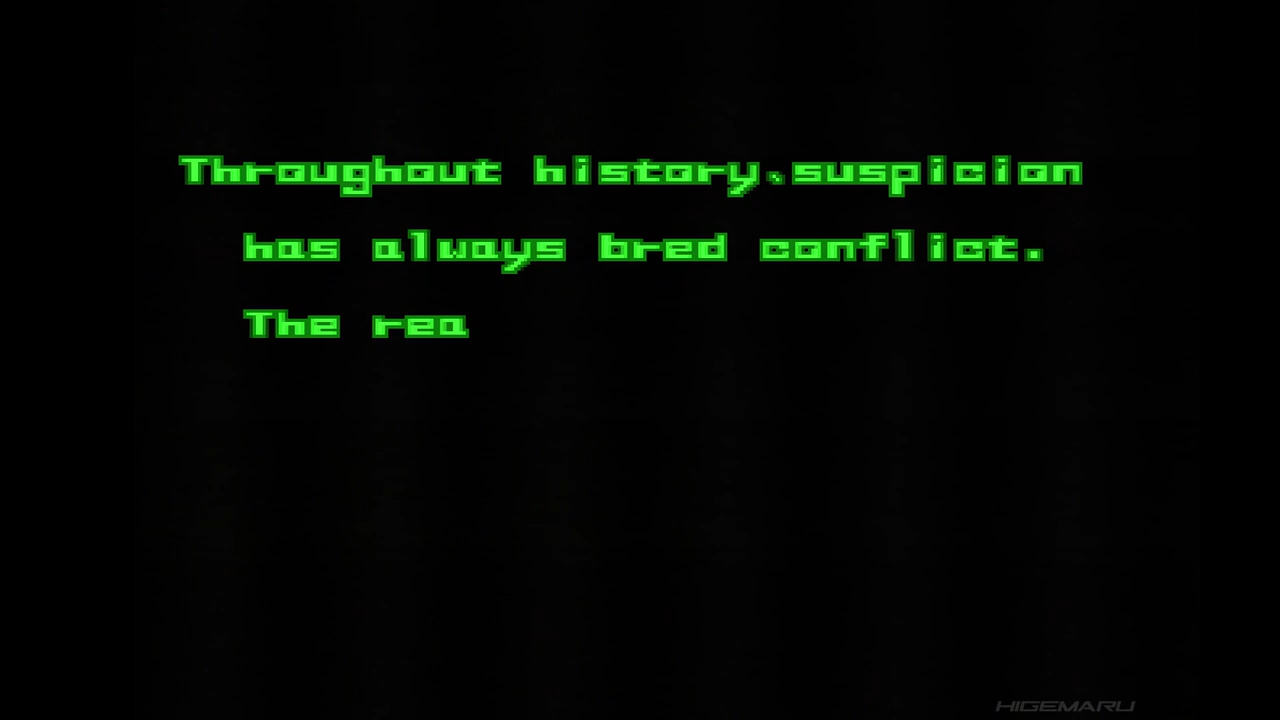 Throughout history,suspicion
has always bred conflict.
The rea
HIGEMARU